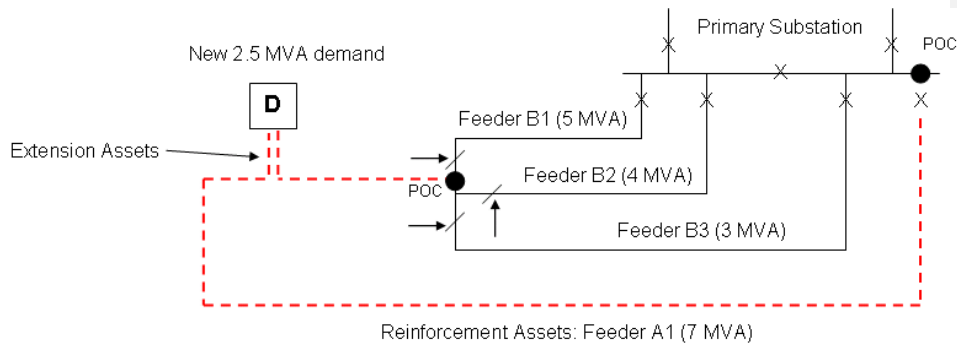 Primary Substation
POC
New 2.5 MVA demand
D
Feeder B1 (5 MVA)
Extension Assets
Feeder B2 (4 MVA)
POC
Feeder B3 (3 MVA)
Reinforcement Assets: Feeder A1 (7 MVA)